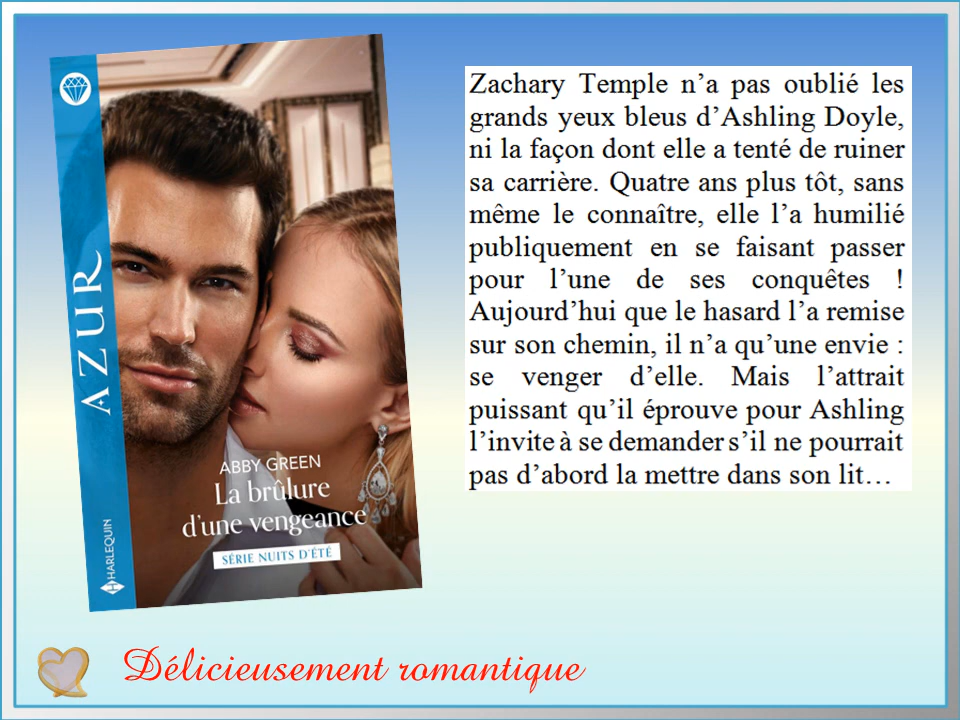 AZUR
HARLEQUIN
ABBY GREEN
La brûlure
d'une vengeance
SÉRIE NUITS D'ÉTÉ
Zachary Temple n'a pas oublié les
grands yeux bleus d'Ashling Doyle,
ni la façon dont elle a tenté de ruiner
sa carrière. Quatre ans plus tôt, sans
même le connaître, elle l'a humilié
publiquement en se faisant passer
pour l'une de ses conquêtes !
Aujourd'hui que le hasard l'a remise
sur son chemin, il n'a qu'une envie :
se venger d'elle. Mais l'attrait
puissant qu'il éprouve pour Ashling
l'invite à se demander s'il ne pourrait
pas d'abord la mettre dans son lit…
Délicieusement romantique